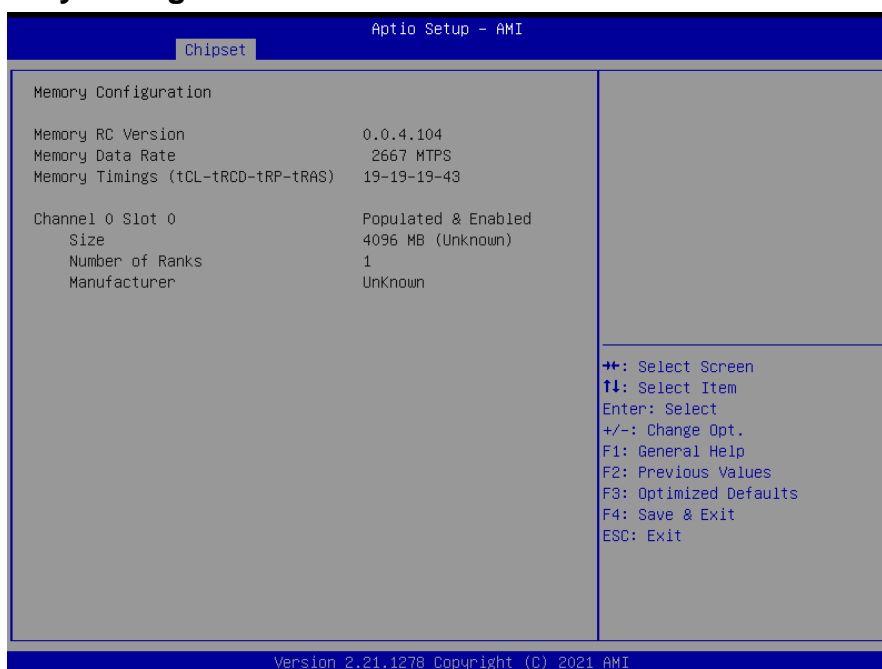 Aptio Setup – AMI
Chipset
Memory Configuration
Memory RC Version 0.0.4.104
Memory Data Rate 2667 MTPS
Memory Timings (tCL-tRCD-tRP-tRAS) 19-19-19-43
Channel 0 Slot 0 Populated & Enabled
Size 4096 MB (Unknown)
Number of Ranks 1
Manufacturer UnKnown
→←: Select Screen
↑↓: Select Item
Enter: Select
+/-: Change Opt.
F1: General Help
F2: Previous Values
F3: Optimized Defaults
F4: Save & Exit
ESC: Exit
Version 2.21.1278 Copyright (C) 2021 AMI